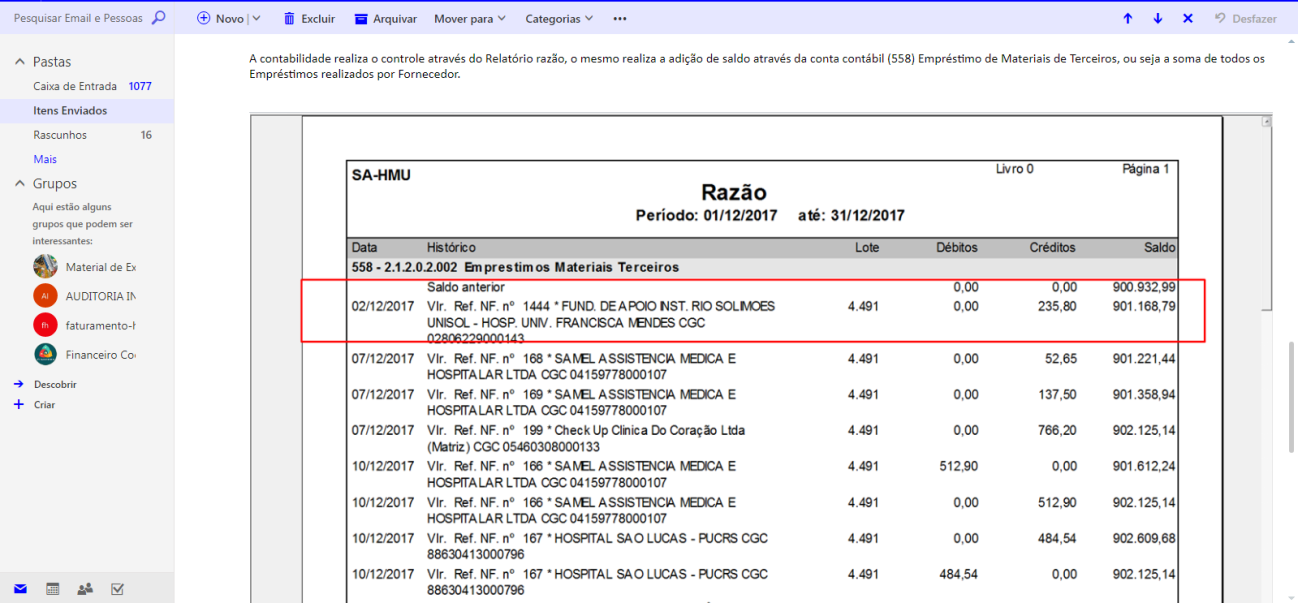 Pesquisar Email e Pessoas
Novo | Excluir Arquivar Mover para Categorias ••• Desfazer
Pastas
Caixa de Entrada 1077
Itens Enviados
Rascunhos 16
Mais
Grupos
Aqui estão alguns
grupos que podem ser
interessantes:
Material de Ex
AI AUDITORIA IN
fh faturamento-h
Financeiro Co
Descobrir
Criar
A contabilidade realiza o controle através do Relatório razão, o mesmo realiza a adição de saldo através da conta contábil (558) Empréstimo de Materiais de Terceiros, ou seja a soma de todos os
Empréstimos realizados por Fornecedor.
SA-HMU Livro 0 Página 1
Razão
Período: 01/12/2017 até: 31/12/2017
Data Histórico Lote Débitos Créditos Saldo
558 - 2.1.2.0.2.002 Emprestimos Materiais Terceiros
Saldo anterior 0,00 0,00 900.932,99
02/12/2017 Vlr. Ref. NF. nº 1444 * FUND. DE APOIO INST. RIO SOLIMOES 4.491 0,00 235,80 901.168,79
UNISOL - HOSP. UNIV. FRANCISCA MENDES CGC
02806229000143
07/12/2017 Vlr. Ref. NF. nº 168 * SAMEL ASSISTENCIA MEDICA E 4.491 0,00 52,65 901.221,44
HOSPITALAR LTDA CGC 04159778000107
07/12/2017 Vlr. Ref. NF. nº 169 * SAMEL ASSISTENCIA MEDICA E 4.491 0,00 137,50 901.358,94
HOSPITALAR LTDA CGC 04159778000107
07/12/2017 Vlr. Ref. NF. nº 199 * Check Up Clinica Do Coração Ltda 4.491 0,00 766,20 902.125,14
(Matriz) CGC 05460308000133
10/12/2017 Vlr. Ref. NF. nº 166 * SAMEL ASSISTENCIA MEDICA E 4.491 512,90 0,00 901.612,24
HOSPITALAR LTDA CGC 04159778000107
10/12/2017 Vlr. Ref. NF. nº 166 * SAMEL ASSISTENCIA MEDICA E 4.491 0,00 512,90 902.125,14
HOSPITALAR LTDA CGC 04159778000107
10/12/2017 Vlr. Ref. NF. nº 167 * HOSPITAL SAO LUCAS - PUCRS CGC 4.491 0,00 484,54 902.609,68
88630413000796
10/12/2017 Vlr. Ref. NF. nº 167 * HOSPITAL SAO LUCAS - PUCRS CGC 4.491 484,54 0,00 902.125,14
88630413000796